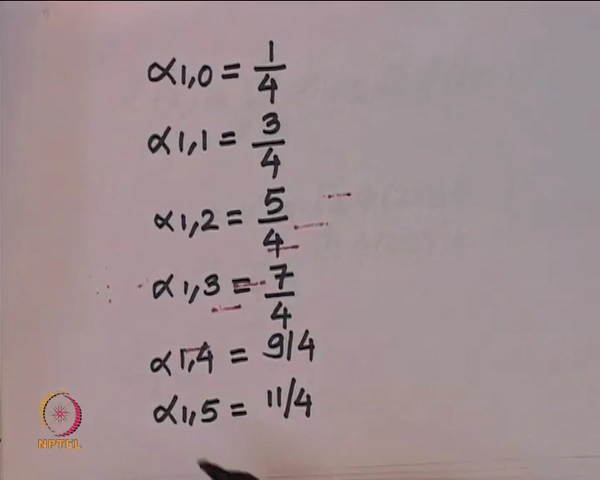 α1,0 = 1/4
α1,1 = 3/4
α1,2 = 5/4
α1,3 = 7/4
α1,4 = 9/4
α1,5 = 11/4
NPTEL